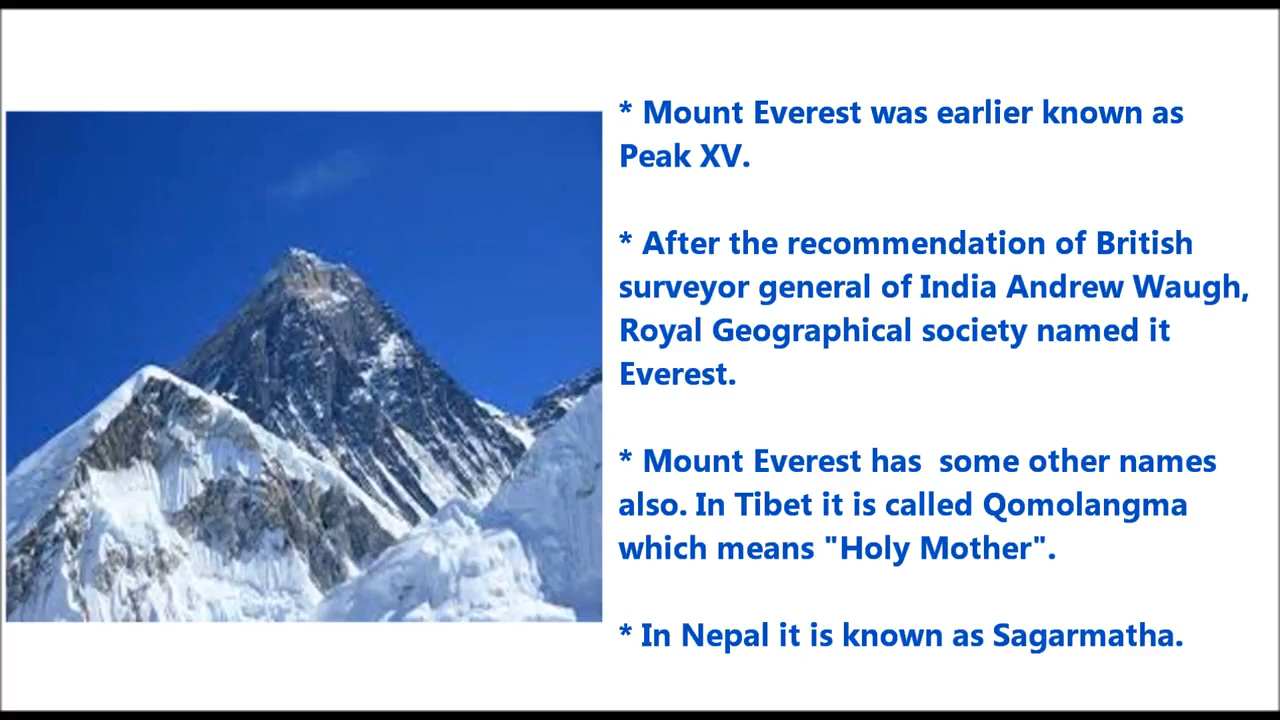 * Mount Everest was earlier known as
Peak XV.
* After the recommendation of British
surveyor general of India Andrew Waugh,
Royal Geographical society named it
Everest.
* Mount Everest has  some other names
also. In Tibet it is called Qomolangma
which means "Holy Mother".
* In Nepal it is known as Sagarmatha.